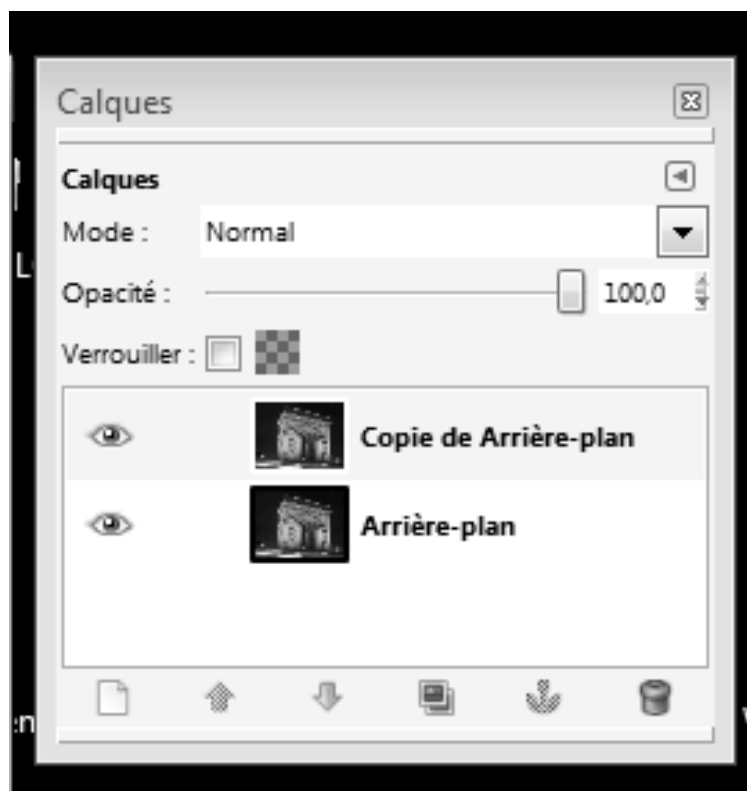 Calques
Calques
Mode : Normal
Opacité : 100,0
Verrouiller :
Copie de Arrière-plan
Arrière-plan